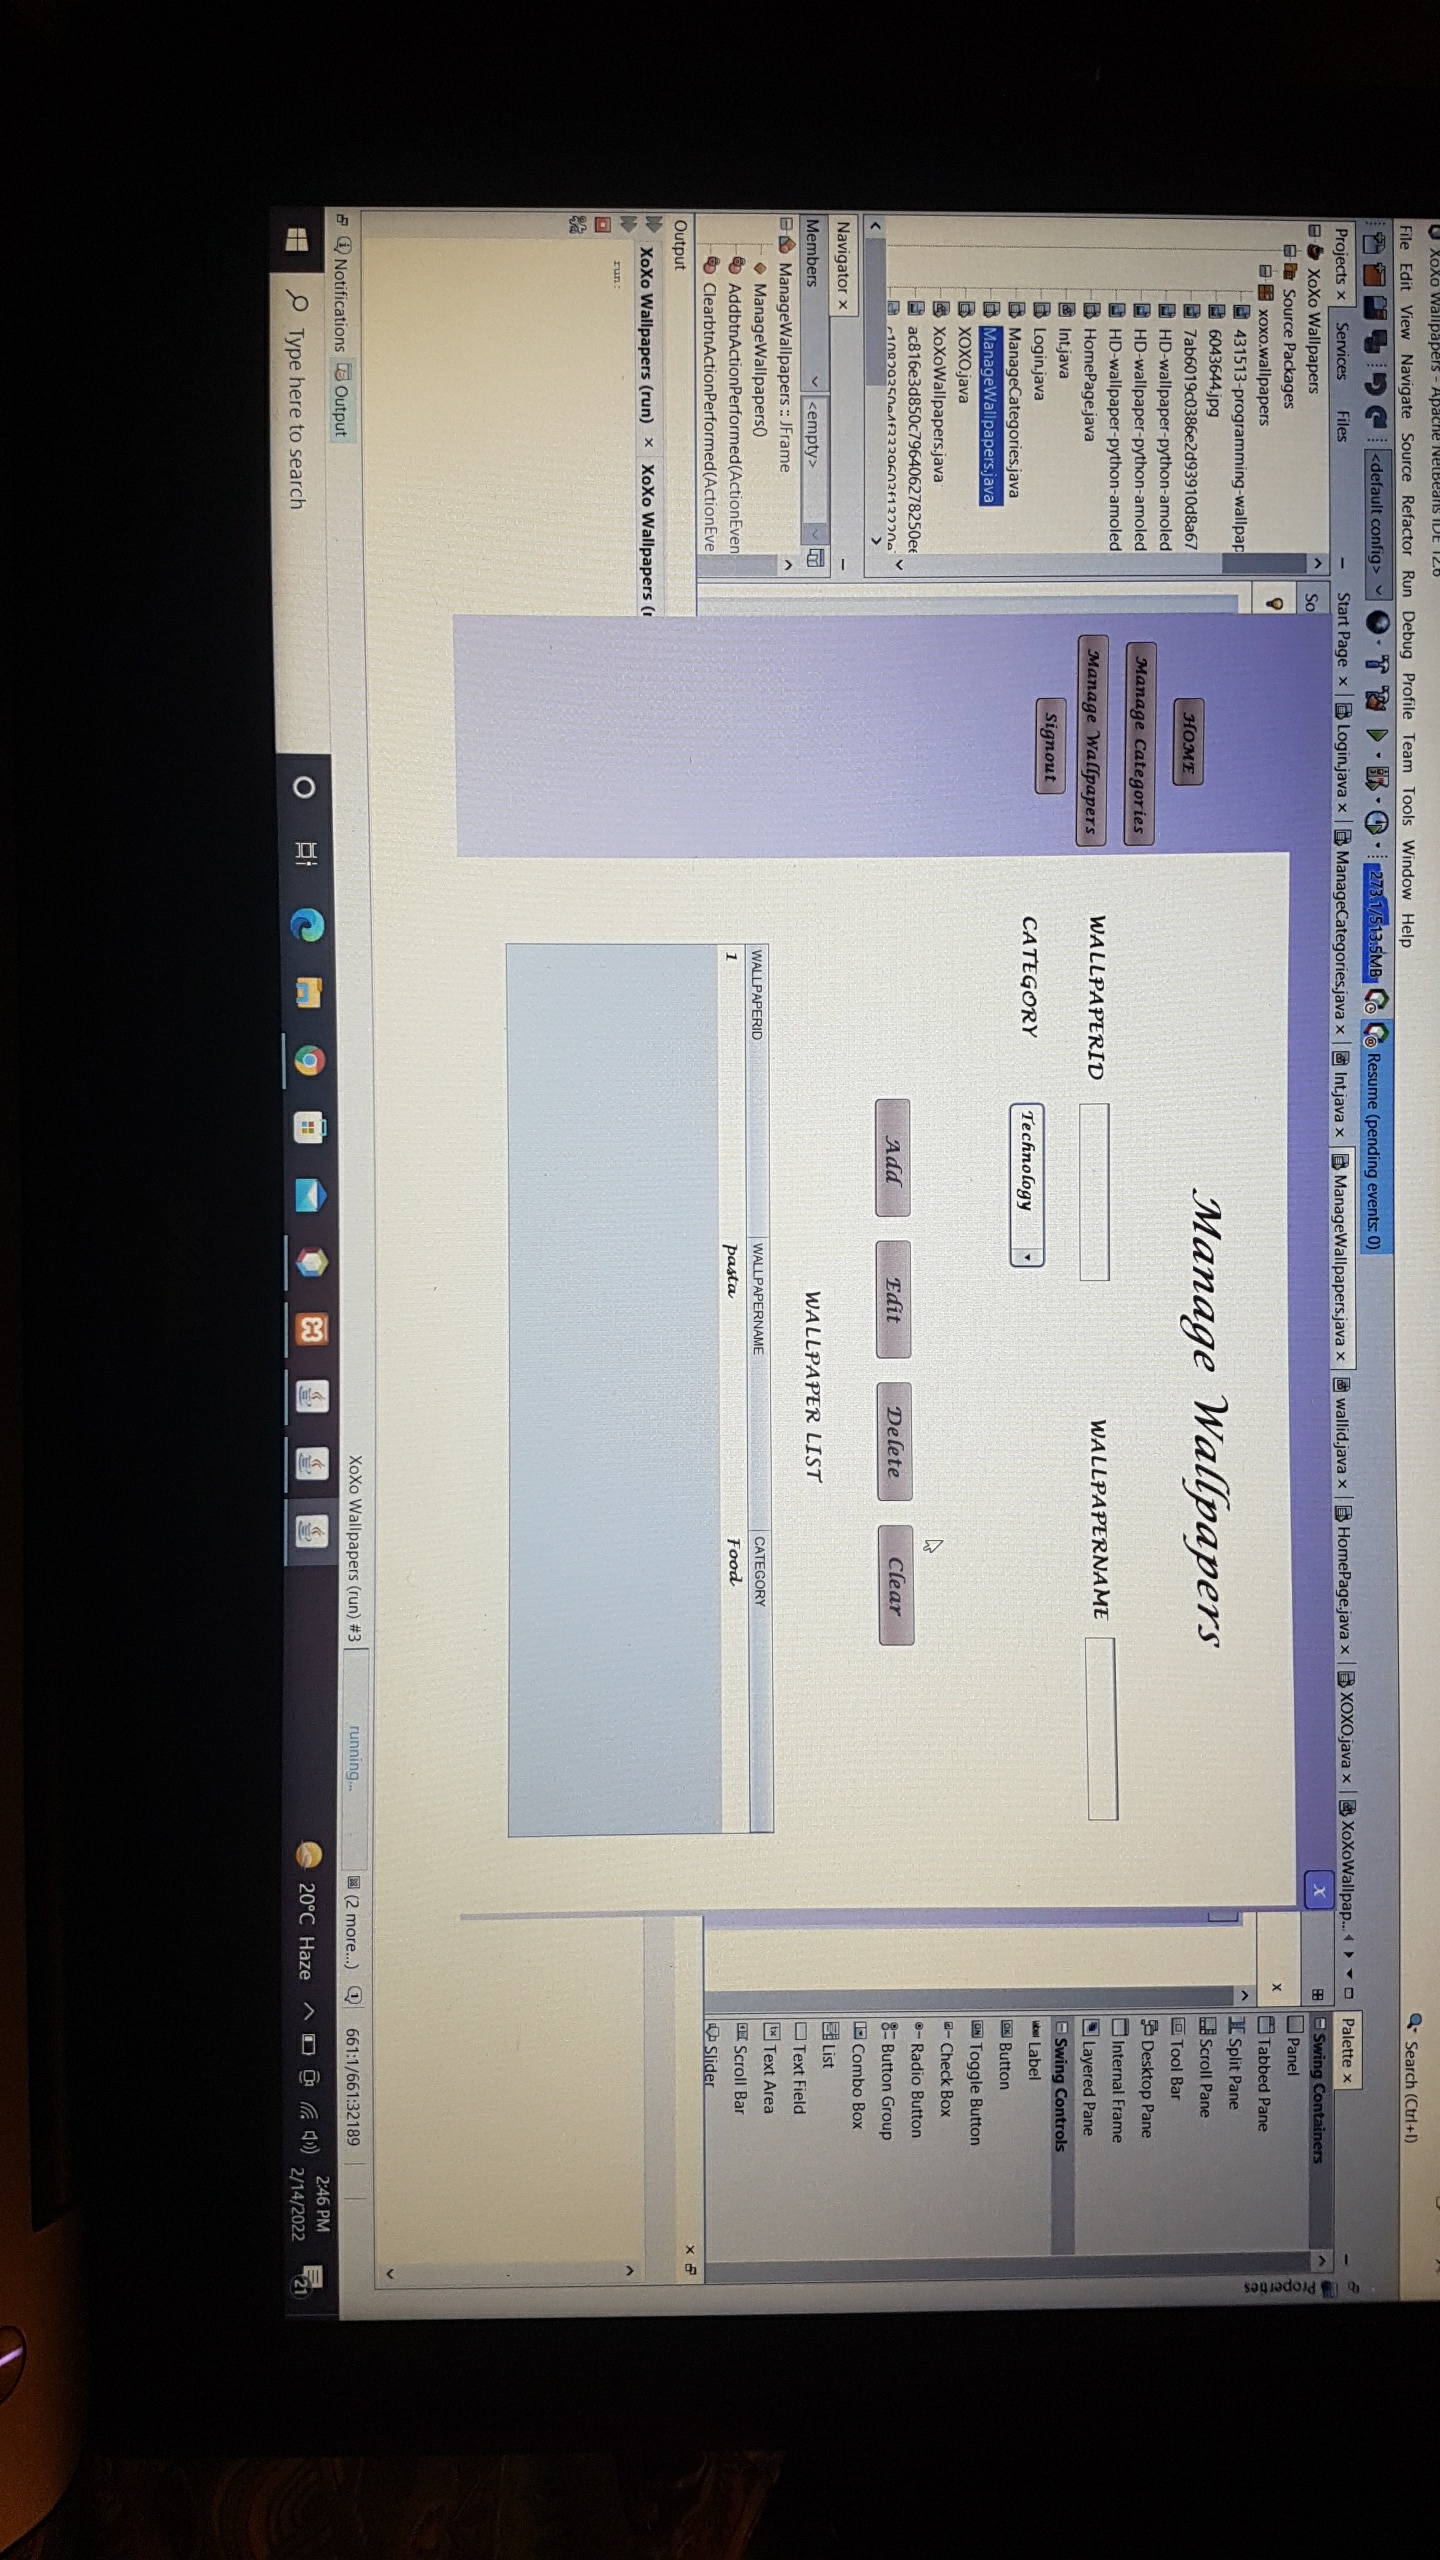 XoXo Wallpapers - Apache NetBeans IDE 12.6
File Edit View Navigate Source Refactor Run Debug Profile Team Tools Window Help
Search (Ctrl+I)
<default config>
273.1/513.5MB
Resume (pending events: 0)
Projects Services Files
Start Page Login.java ManageCategories.java Int.java ManageWallpapers.java wallid.java HomePage.java XOXO.java XoXoWallpap...
Palette
XoXo Wallpapers
Source Packages
xoxo.wallpapers
431513-programming-wallpap
6043644.jpg
7ab6019c0386e2d93910d8a67
HD-wallpaper-python-amoled
HD-wallpaper-python-amoled
HD-wallpaper-python-amoled
HomePage.java
Int.java
Login.java
ManageCategories.java
ManageWallpapers.java
XOXO.java
XoXoWallpapers.java
ac816e3d850c796406278250ee
Navigator
Members
<empty>
ManageWallpapers :: JFrame
ManageWallpapers()
AddbtnActionPerformed(ActionEven
ClearbtnActionPerformed(ActionEve
So
X
HOME
Manage Categories
Manage Wallpapers
Signout
Manage Wallpapers
WALLPAPERID
WALLPAPERNAME
CATEGORY
Technology
Add Edit Delete Clear
WALLPAPER LIST
WALLPAPERID WALLPAPERNAME CATEGORY
1 pasta Food
Swing Containers
Panel
Tabbed Pane
Split Pane
Scroll Pane
Tool Bar
Desktop Pane
Internal Frame
Layered Pane
Swing Controls
Label
Button
Toggle Button
Check Box
Radio Button
Button Group
Combo Box
List
Text Field
Text Area
Scroll Bar
Slider
Properties
Output
XoXo Wallpapers (run) XoXo Wallpapers (r
run:
XoXo Wallpapers (run) #3
running...
(2 more...)
661:1/661:32189
Notifications Output
Type here to search
20°C Haze
2:46 PM
2/14/2022
21